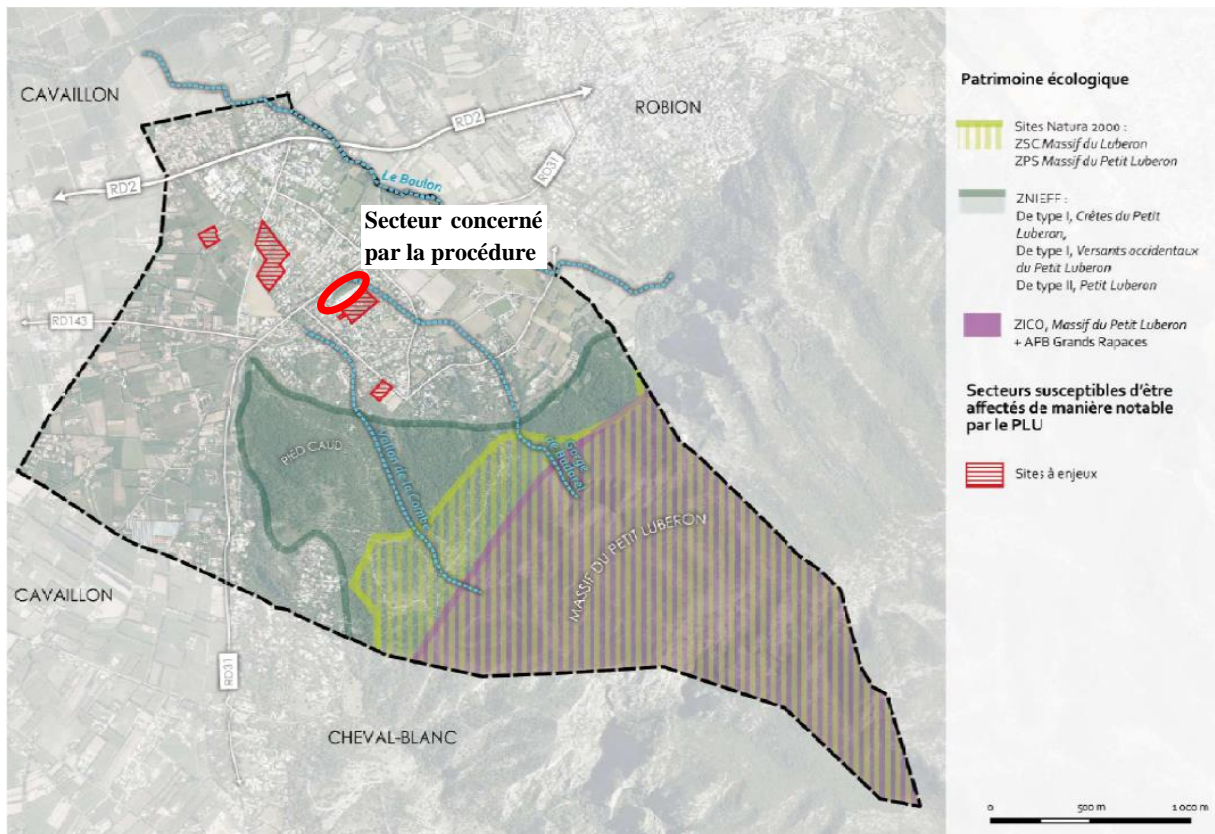 CAVAILLON
ROBION
RD2
RD31
RD2
Le Boulon
Secteur concerné
par la procédure
RD143
PIED CAUD
Vallon de la Combe
Gorge
de Badarel
MASSIF DU PETIT LUBERON
CAVAILLON
RD31
CHEVAL-BLANC
Patrimoine écologique
Sites Natura 2000 :
ZSC Massif du Luberon
ZPS Massif du Petit Luberon
ZNIEFF :
De type I, Crêtes du Petit
Luberon,
De type I, Versants occidentaux
du Petit Luberon
De type II, Petit Luberon
ZICO, Massif du Petit Luberon
+ APB Grands Rapaces
Secteurs susceptibles d'être
affectés de manière notable
par le PLU
Sites à enjeux
0 500 m 1 000 m